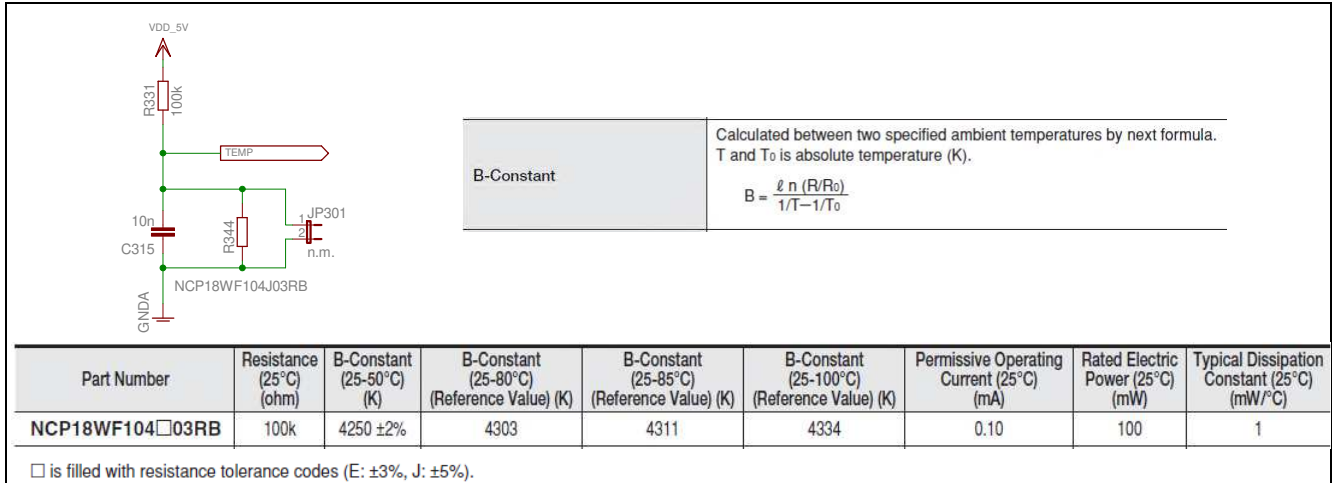 VDD_5V
R331
100k
TEMP
10n
C315
R344
1
2
JP301
n.m.
NCP18WF104J03RB
GNDA
B-Constant
Calculated between two specified ambient temperatures by next formula.
T and T0 is absolute temperature (K).
B = ℓn (R/R0) / 1/T−1/T0
Part Number
Resistance (25°C) (ohm)
B-Constant (25-50°C) (K)
B-Constant (25-80°C) (Reference Value) (K)
B-Constant (25-85°C) (Reference Value) (K)
B-Constant (25-100°C) (Reference Value) (K)
Permissive Operating Current (25°C) (mA)
Rated Electric Power (25°C) (mW)
Typical Dissipation Constant (25°C) (mW/°C)
NCP18WF104□03RB 100k 4250 ±2% 4303 4311 4334 0.10 100 1
□ is filled with resistance tolerance codes (E: ±3%, J: ±5%).